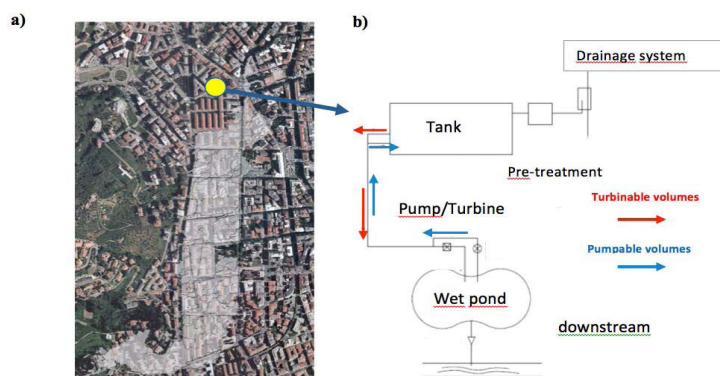 a)
b)
Drainage system
Tank
Pre-treatment
Turbinable volumes
Pump/Turbine
Pumpable volumes
Wet pond
downstream